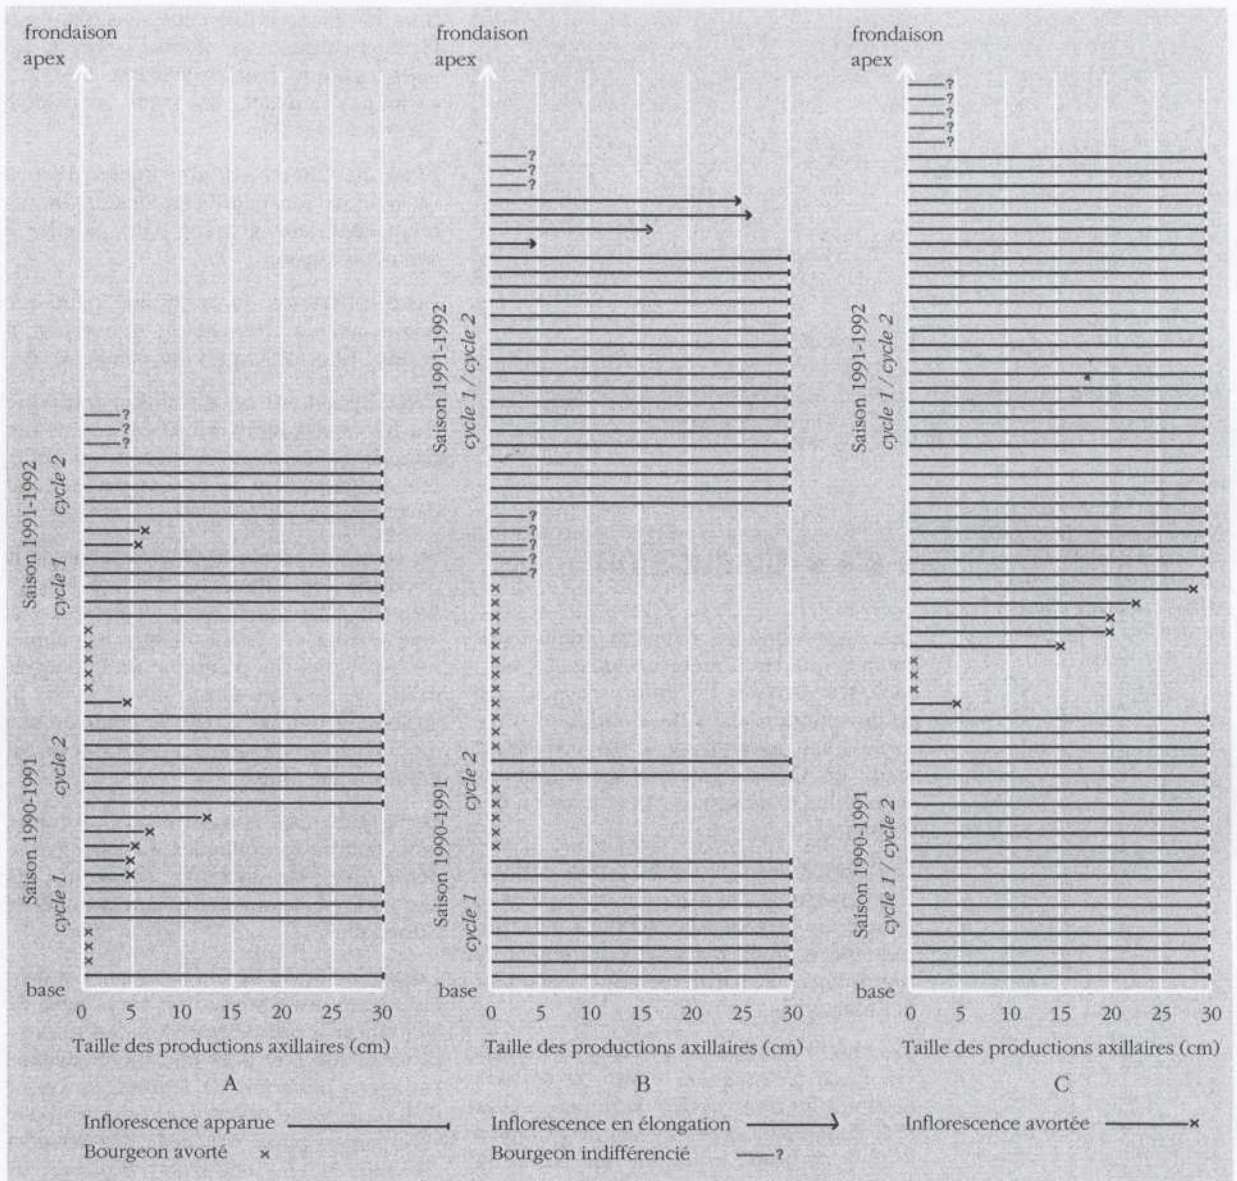 frondaison
apex
frondaison
apex
frondaison
apex
Saison 1991-1992
cycle 1
cycle 2
Saison 1990-1991
cycle 1
cycle 2
Saison 1991-1992
cycle 1 / cycle 2
Saison 1990-1991
cycle 1
cycle 2
Saison 1991-1992
cycle 1 / cycle 2
Saison 1990-1991
cycle 1 / cycle 2
base
base
base
0 5 10 15 20 25 30
0 5 10 15 20 25 30
0 5 10 15 20 25 30
Taille des productions axillaires (cm)
Taille des productions axillaires (cm)
Taille des productions axillaires (cm)
A
B
C
Inflorescence apparue
Inflorescence en élongation
Inflorescence avortée
Bourgeon avorté
Bourgeon indifférencié